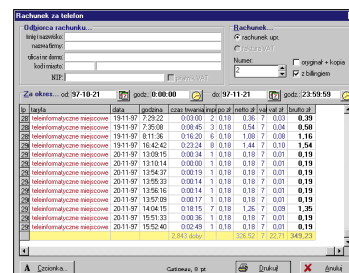 Rachunek za telefon
Odbiorca rachunku...
Imię i nazwisko:
nazwa firmy:
ulica i nr domu:
kod i miasto:
NIP:
płatnik VAT
Rachunek...
rachunek upr.
faktura VAT
Numer:
2
oryginał + kopia
z bilingiem
Za okres... od: 97-10-21 godz.: 0:00:00 do: 97-11-21 godz.: 23:59:59
lp taryfa data godzina czas trwania imp po zł netto zł vat vat zł brutto zł
28 teleinformatyczne miejscowe 19-11-97 7:29:22 0:03:00 2 0,18 0,36 7 0,03 0,39
28 teleinformatyczne miejscowe 19-11-97 7:35:08 0:08:45 3 0,18 0,54 7 0,04 0,58
28 teleinformatyczne miejscowe 19-11-97 8:11:36 0:16:20 6 0,18 1,08 7 0,08 1,16
28 teleinformatyczne miejscowe 19-11-97 16:42:42 0:23:24 8 0,18 1,44 7 0,10 1,54
29 teleinformatyczne miejscowe 20-11-97 13:09:15 0:00:34 1 0,18 0,18 7 0,01 0,19
29 teleinformatyczne miejscowe 20-11-97 13:10:14 0:00:00 1 0,18 0,18 7 0,01 0,19
29 teleinformatyczne miejscowe 20-11-97 13:54:37 0:00:19 1 0,18 0,18 7 0,01 0,19
29 teleinformatyczne miejscowe 20-11-97 13:55:33 0:00:14 1 0,18 0,18 7 0,01 0,19
29 teleinformatyczne miejscowe 20-11-97 13:56:16 0:00:14 1 0,18 0,18 7 0,01 0,19
29 teleinformatyczne miejscowe 20-11-97 13:57:09 0:00:17 1 0,18 0,18 7 0,01 0,19
29 teleinformatyczne miejscowe 20-11-97 14:04:15 0:18:15 7 0,18 1,26 7 0,09 1,35
29 teleinformatyczne miejscowe 20-11-97 15:51:33 0:00:36 1 0,18 0,18 7 0,01 0,19
29 teleinformatyczne miejscowe 20-11-97 15:52:40 0:02:49 1 0,18 0,18 7 0,01 0,19
2,843 doby 326,52 7 22,71 349,23
A Czcionka... 8 pt Drukuj Anuluj